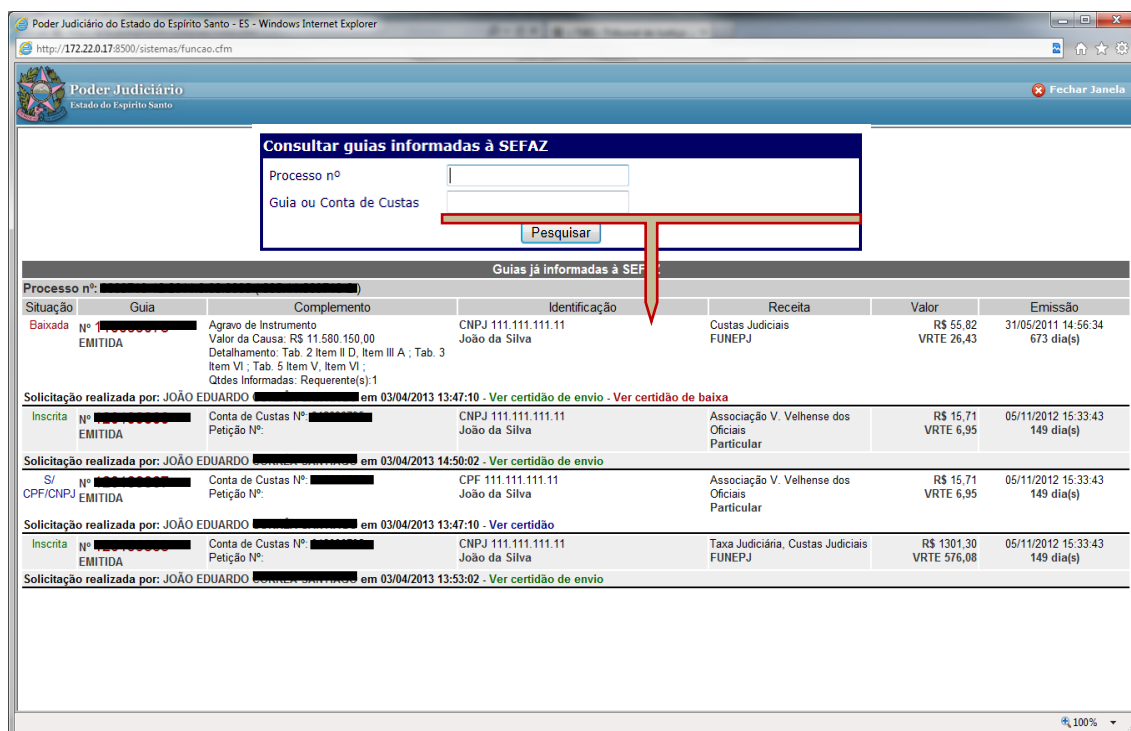 Poder Judiciário do Estado do Espírito Santo - ES - Windows Internet Explorer
http://172.22.0.17:8500/sistemas/funcao.cfm
Poder Judiciário
Estado do Espírito Santo
Fechar Janela
Consultar guias informadas à SEFAZ
Processo nº
Guia ou Conta de Custas
Pesquisar
Guias já informadas à
Processo nº:
Situação Guia Complemento Identificação Receita Valor Emissão
Baixada Nº Agravo de Instrumento CNPJ 111.111.111.11 Custas Judiciais R$ 55,82 31/05/2011 14:56:34
EMITIDA Valor da Causa: R$ 11.580.150,00 João da Silva FUNEPJ VRTE 26,43 673 dia(s)
Detalhamento: Tab. 2 Item II D, Item III A ; Tab. 3
Item VI ; Tab. 5 Item V, Item VI ;
Qtdes Informadas: Requerente(s):1
Solicitação realizada por: JOÃO EDUARDO em 03/04/2013 13:47:10 - Ver certidão de envio - Ver certidão de baixa
Inscrita Nº Conta de Custas Nº: CNPJ 111.111.111.11 Associação V. Velhense dos R$ 15,71 05/11/2012 15:33:43
EMITIDA Petição Nº: João da Silva Oficiais VRTE 6,95 149 dia(s)
Particular
Solicitação realizada por: JOÃO EDUARDO em 03/04/2013 14:50:02 - Ver certidão de envio
S/ Nº Conta de Custas Nº: CPF 111.111.111.11 Associação V. Velhense dos R$ 15,71 05/11/2012 15:33:43
CPF/CNPJ EMITIDA Petição Nº: João da Silva Oficiais VRTE 6,95 149 dia(s)
Particular
Solicitação realizada por: JOÃO EDUARDO em 03/04/2013 13:47:10 - Ver certidão
Inscrita Nº Conta de Custas Nº: CNPJ 111.111.111.11 Taxa Judiciária, Custas Judiciais R$ 1301,30 05/11/2012 15:33:43
EMITIDA Petição Nº: João da Silva FUNEPJ VRTE 576,08 149 dia(s)
Solicitação realizada por: JOÃO EDUARDO em 03/04/2013 13:53:02 - Ver certidão de envio
100%